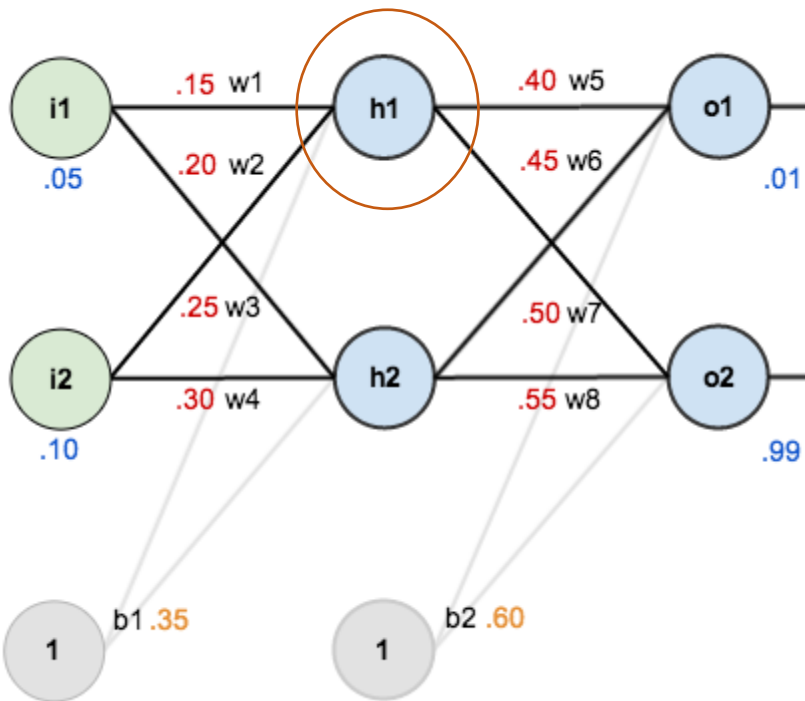 .15 w1
.40 w5
i1
h1
o1
.20 w2
.45 w6
.05
.01
.25 w3
.50 w7
i2
h2
o2
.30 w4
.55 w8
.10
.99
b1 .35
b2 .60
1
1